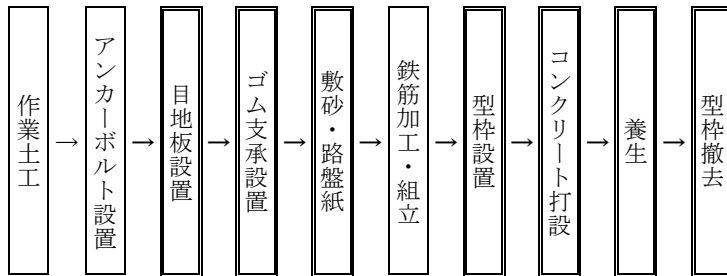 作業土工
→
アンカーボルト設置
→
目地板設置
→
ゴム支承設置
→
敷砂・路盤紙
→
鉄筋加工・組立
→
型枠設置
→
コンクリート打設
→
養生
→
型枠撤去